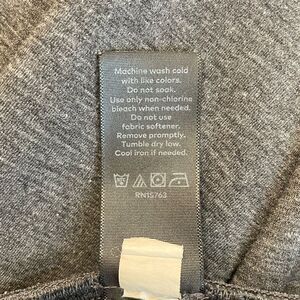 Machine wash cold
with like colors.
Do not soak.
Use only non-chlorine
bleach when needed.
Do not use
fabric softener.
Remove promptly.
Tumble dry low.
Cool iron if needed.
RN15763